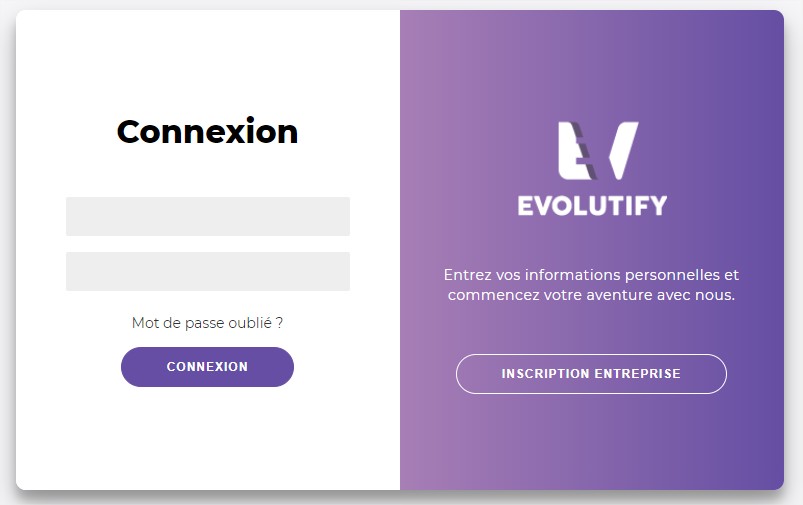 Connexion
Mot de passe oublié ?
CONNEXION
EV
EVOLUTIFY
Entrez vos informations personnelles et
commencez votre aventure avec nous.
INSCRIPTION ENTREPRISE